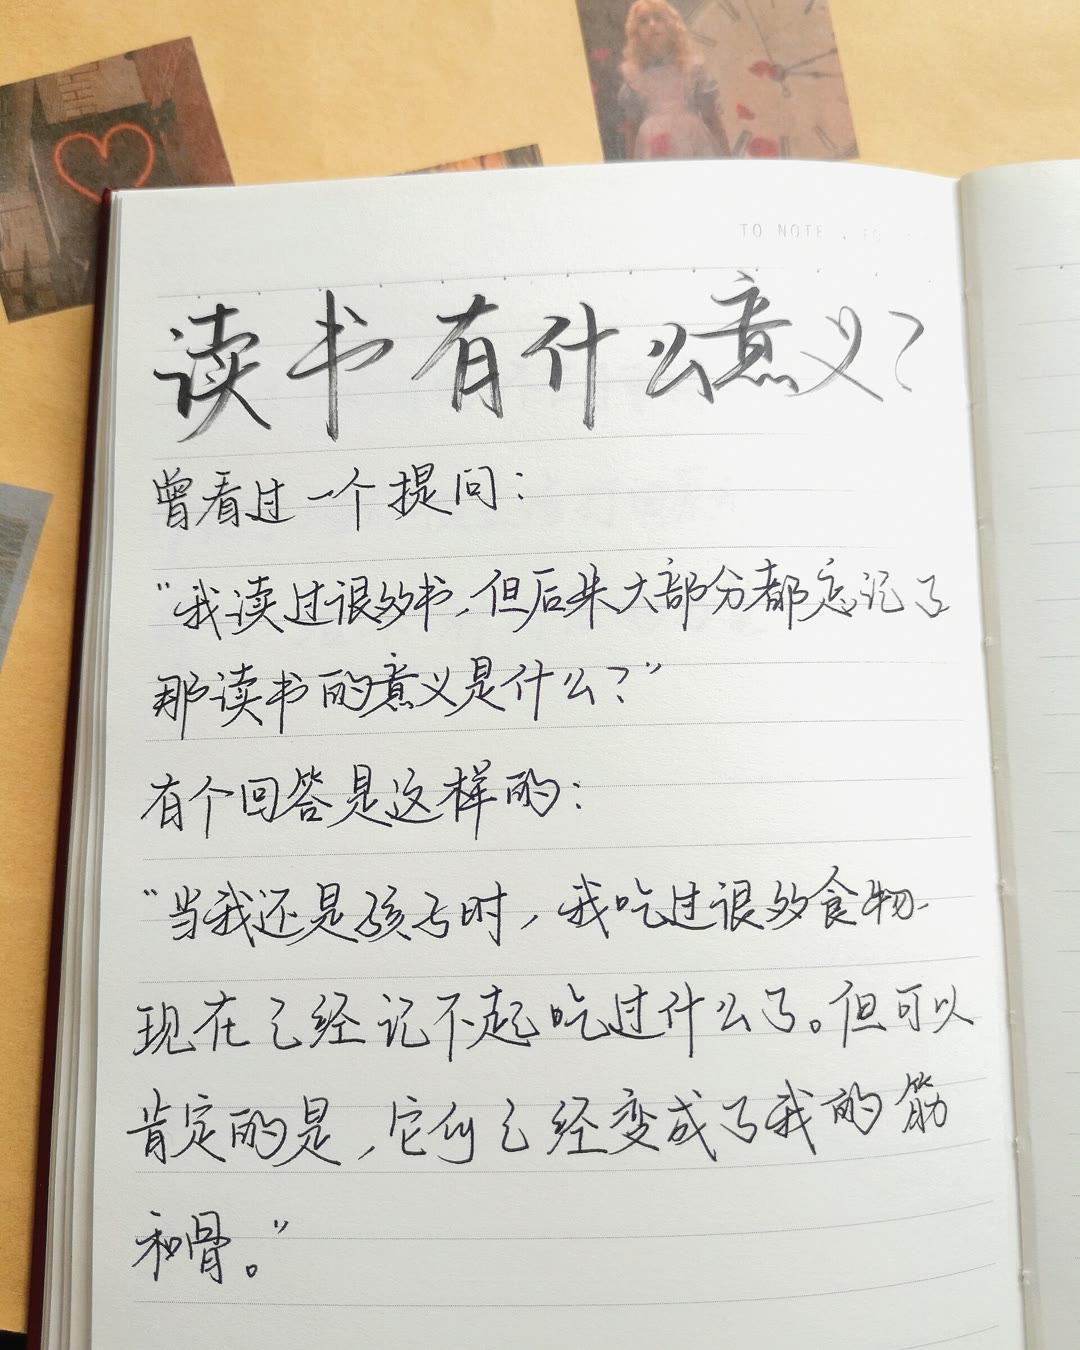 TO NOTE
读书有什么意义？
曾看过一个提问：
“我读过很多书，但后来大部分都忘记了
那读书的意义是什么？”
有个回答是这样的：
“当我还是孩子时，我吃过很多食物.
现在已经记不起吃过什么了。但可以
肯定的是，它们已经变成了我的筋
和骨。”